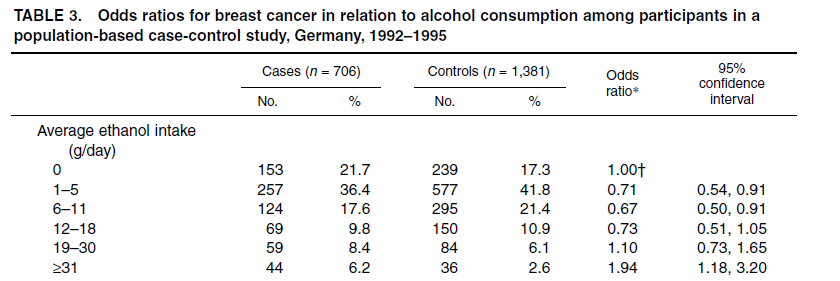 TABLE 3. Odds ratios for breast cancer in relation to alcohol consumption among participants in a
population-based case-control study, Germany, 1992–1995
Cases (n = 706) Controls (n = 1,381) Odds ratio* 95% confidence interval
No. % No. %
Average ethanol intake
(g/day)
0 153 21.7 239 17.3 1.00†
1–5 257 36.4 577 41.8 0.71 0.54, 0.91
6–11 124 17.6 295 21.4 0.67 0.50, 0.91
12–18 69 9.8 150 10.9 0.73 0.51, 1.05
19–30 59 8.4 84 6.1 1.10 0.73, 1.65
≥31 44 6.2 36 2.6 1.94 1.18, 3.20